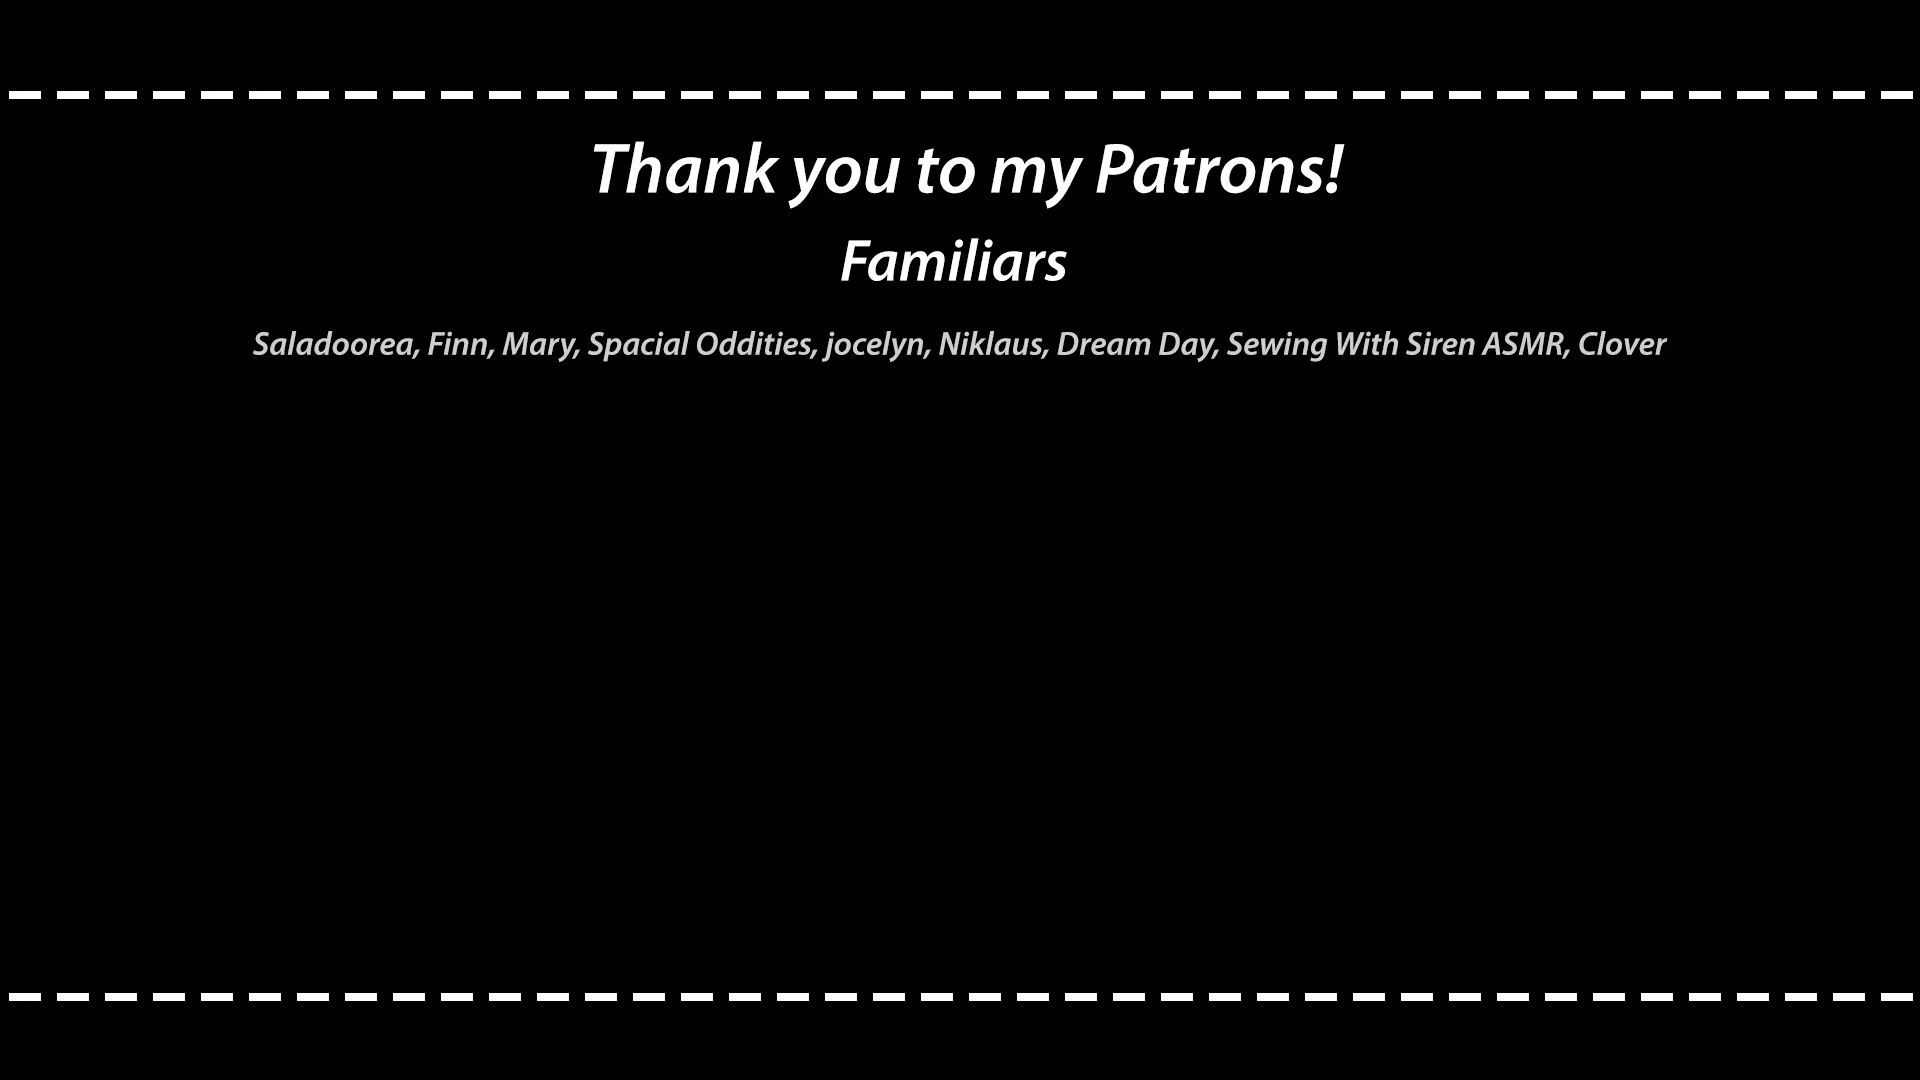 Thank you to my Patrons!
Familiars
Saladoorea, Finn, Mary, Spacial Oddities, jocelyn, Niklaus, Dream Day, Sewing With Siren ASMR, Clover